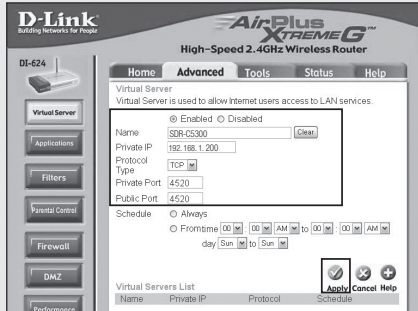 D-Link
Building Networks for People
AirPlus
XTREME G™
High-Speed 2.4GHz Wireless Router
DI-624
Home Advanced Tools Status Help
Virtual Server
Applications
Filters
Parental Control
Firewall
DMZ
Performance
Virtual Server
Virtual Server is used to allow Internet users access to LAN services.
Enabled Disabled
Name SDR-C5300 Clear
Private IP 192.168.1.200
Protocol
Type TCP
Private Port 4520
Public Port 4520
Schedule Always
Fromtime 00 : 00 AM to 00 : 00 AM
day Sun to Sun
Apply Cancel Help
Virtual Servers List
Name Private IP Protocol Schedule